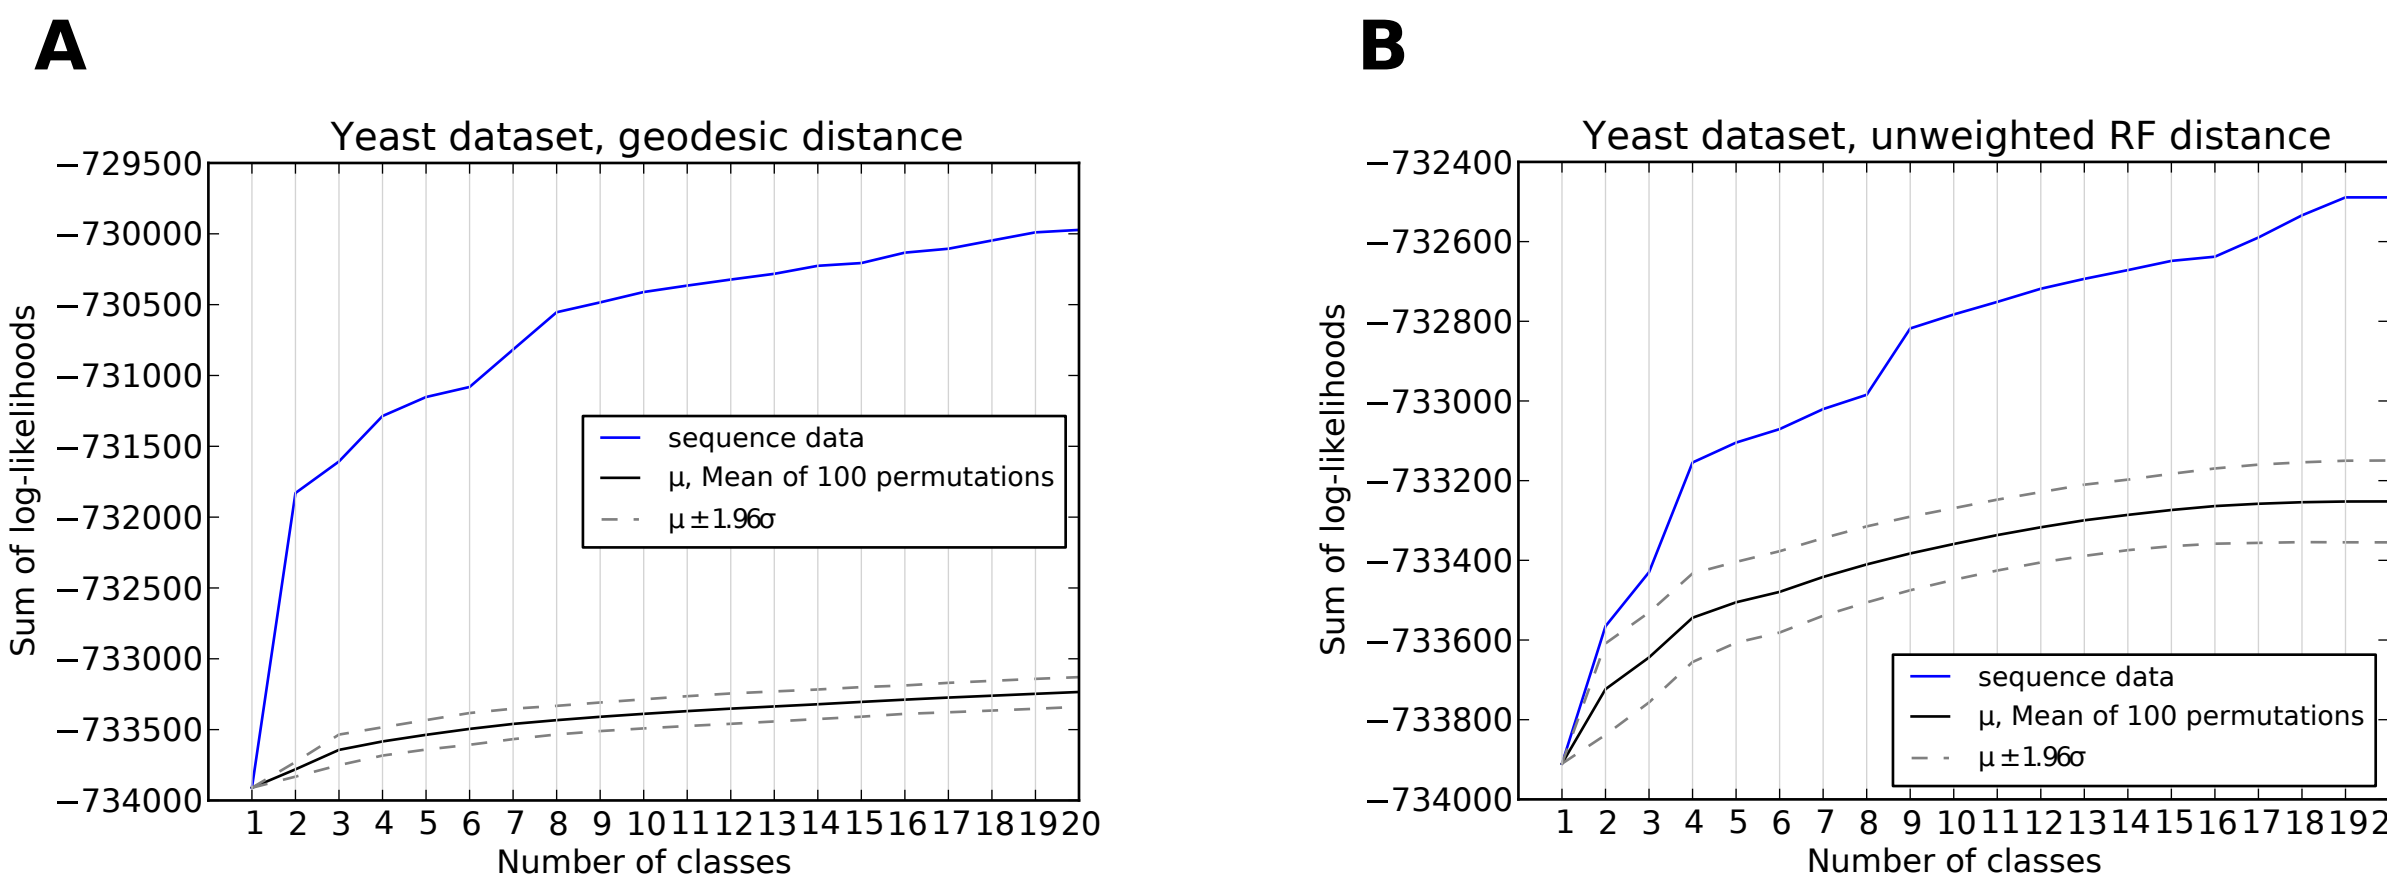 A
B
Yeast dataset, geodesic distance
−729500
−730000
−730500
−731000
−731500
−732000
−732500
−733000
−733500
−734000
Sum of log-likelihoods
sequence data
μ, Mean of 100 permutations
μ ± 1.96σ
1 2 3 4 5 6 7 8 9 10 11 12 13 14 15 16 17 18 19 20
Number of classes
Yeast dataset, unweighted RF distance
−732400
−732600
−732800
−733000
−733200
−733400
−733600
−733800
−734000
Sum of log-likelihoods
sequence data
μ, Mean of 100 permutations
μ ± 1.96σ
1 2 3 4 5 6 7 8 9 10 11 12 13 14 15 16 17 18 19 2
Number of classes